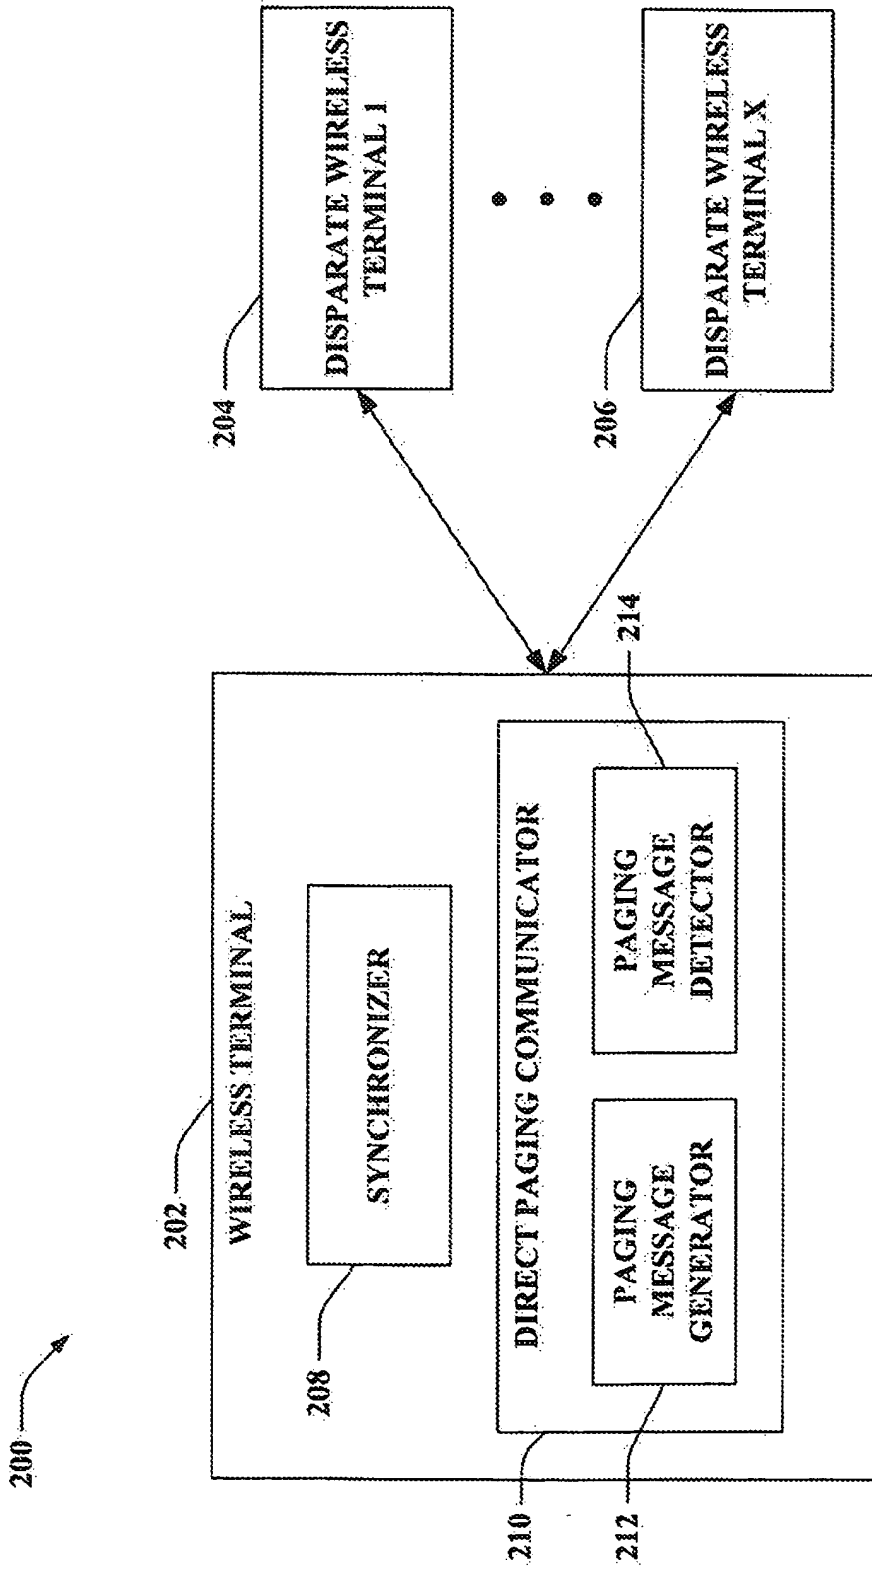 200
202
WIRELESS TERMINAL
208
SYNCHRONIZER
210
DIRECT PAGING COMMUNICATOR
212
PAGING
MESSAGE
GENERATOR
PAGING
MESSAGE
DETECTOR
214
204
DISPARATE WIRELESS
TERMINAL 1
206
DISPARATE WIRELESS
TERMINAL X